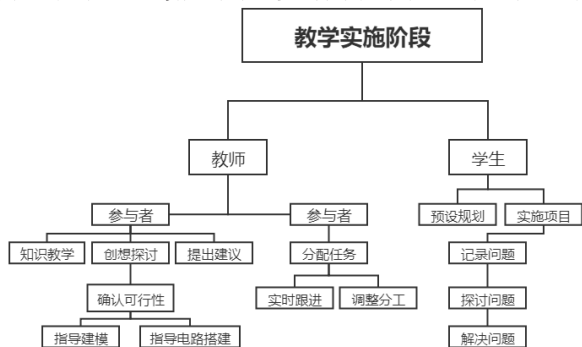 教学实施阶段
教师
学生
参与者
参与者
预设规划
实施项目
知识教学
创想探讨
提出建议
分配任务
记录问题
确认可行性
实时跟进
调整分工
探讨问题
指导建模
指导电路搭建
解决问题